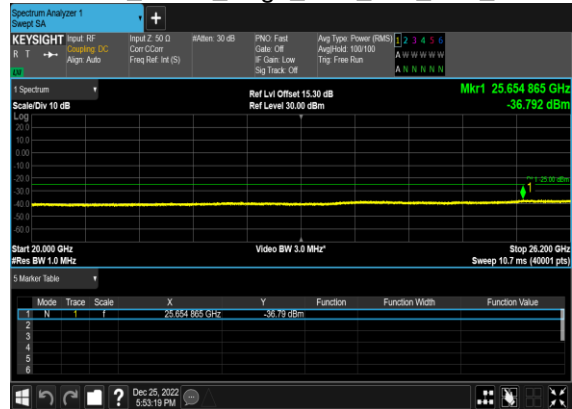 Spectrum Analyzer 1
Swept SA
+
KEYSIGHT Input: RF Input Z: 50 Ω #Atten: 30 dB PNO: Fast Avg Type: Power (RMS) 1 2 3 4 5 6
R T Coupling: DC Corr CCorr Gate: Off Avg|Hold: 100/100 A W W W W W
Align: Auto Freq Ref: Int (S) IF Gain: Low Trig: Free Run A N N N N N
Sig Track: Off
1 Spectrum Ref Lvl Offset 15.30 dB Mkr1 25.654 865 GHz
Scale/Div 10 dB Ref Level 30.00 dBm -36.792 dBm
Log
20.0
10.0
0.00
-10.0
-20.0
-25.00 dBm
-30.0
1
-40.0
-50.0
-60.0
Start 20.000 GHz Video BW 3.0 MHz* Stop 26.200 GHz
#Res BW 1.0 MHz Sweep 10.7 ms (40001 pts)
5 Marker Table
Mode Trace Scale X Y Function Function Width Function Value
1 N 1 f 25.654 865 GHz -36.79 dBm
2
3
4
5
6
? Dec 25, 2022
5:53:19 PM